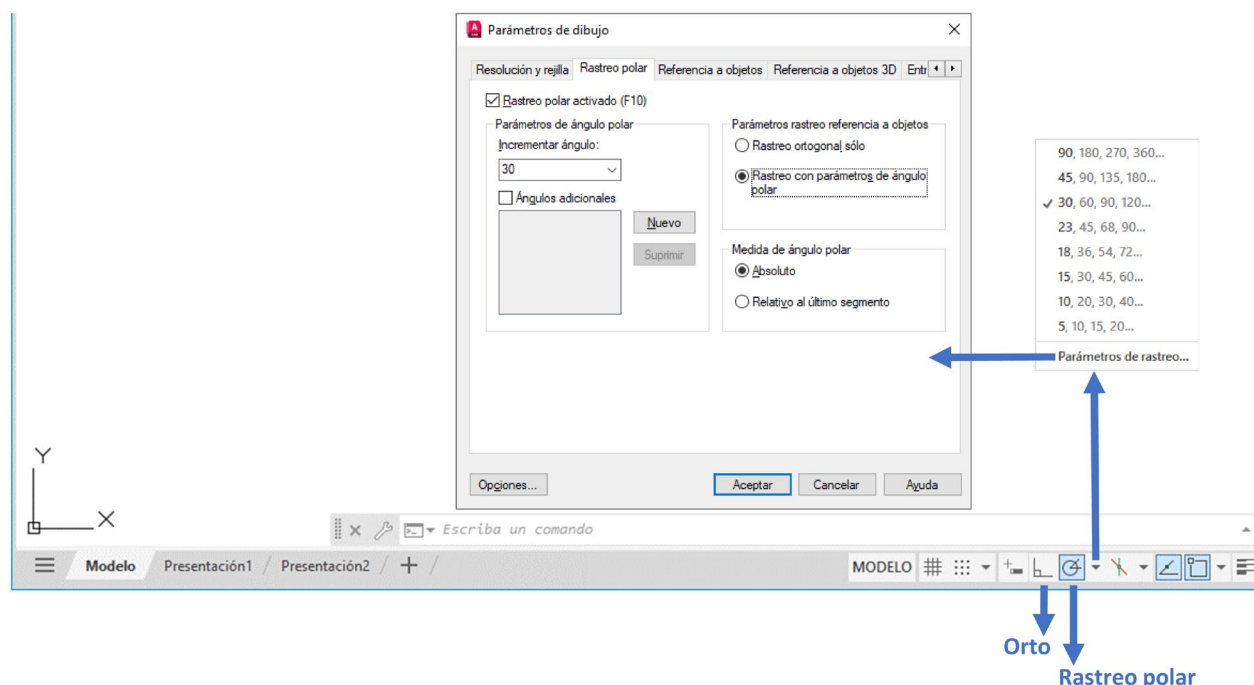 Parámetros de dibujo
Resolución y rejilla Rastreo polar Referencia a objetos Referencia a objetos 3D Entr
Rastreo polar activado (F10)
Parámetros de ángulo polar
Incrementar ángulo:
30
Ángulos adicionales
Nuevo
Suprimir
Parámetros rastreo referencia a objetos
Rastreo ortogonal sólo
Rastreo con parámetros de ángulo
polar
Medida de ángulo polar
Absoluto
Relativo al último segmento
Opciones...
Aceptar
Cancelar
Ayuda
90, 180, 270, 360...
45, 90, 135, 180...
30, 60, 90, 120...
23, 45, 68, 90...
18, 36, 54, 72...
15, 30, 45, 60...
10, 20, 30, 40...
5, 10, 15, 20...
Parámetros de rastreo...
Y
X
Escriba un comando
Modelo Presentación1 Presentación2
MODELO
Orto
Rastreo polar